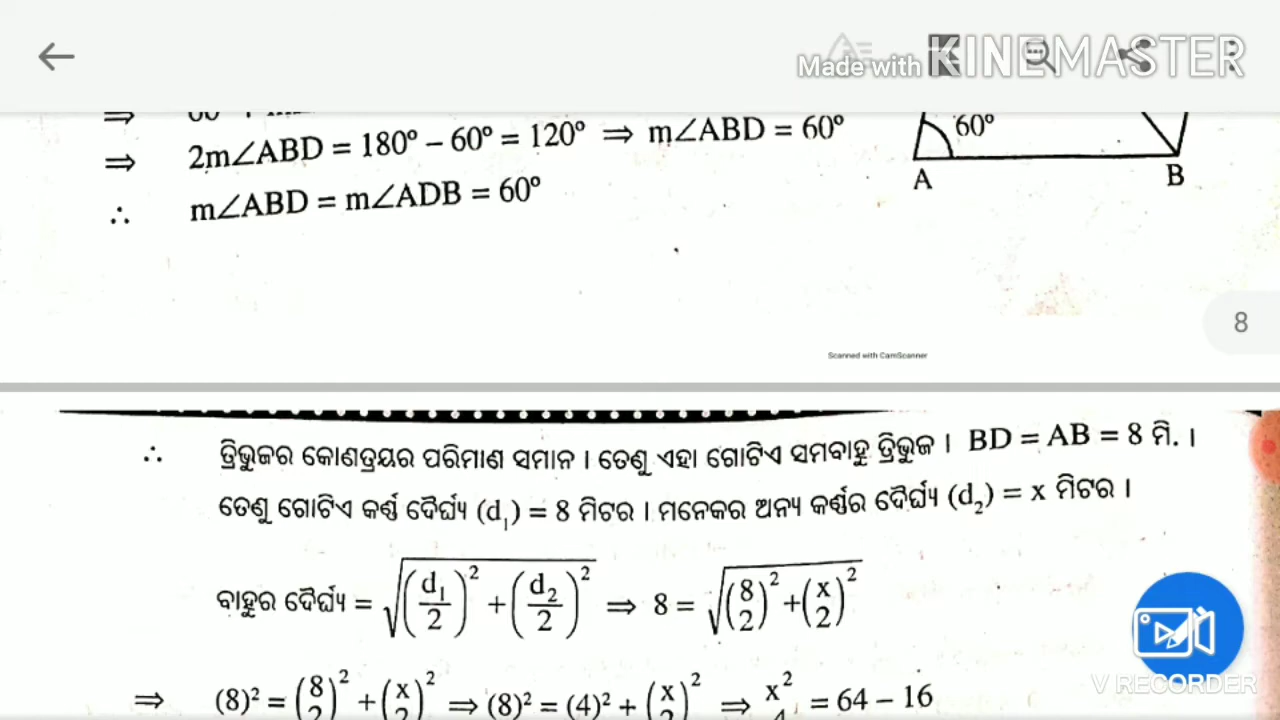 Made with KINEMASTER
⇒ 2m∠ABD = 180° – 60° = 120° ⇒ m∠ABD = 60°
∴ m∠ABD = m∠ADB = 60°
60°
A B
8
Scanned with CamScanner
∴ ତ୍ରିଭୁଜର କୋଣତ୍ରୟର ପରିମାଣ ସମାନ । ତେଣୁ ଏହା ଗୋଟିଏ ସମବାହୁ ତ୍ରିଭୁଜ । BD = AB = 8 ମି. ।
ତେଣୁ ଗୋଟିଏ କର୍ଣ୍ଣ ଦୈର୍ଘ୍ୟ (d₁) = 8 ମିଟର । ମନେକର ଅନ୍ୟ କର୍ଣ୍ଣର ଦୈର୍ଘ୍ୟ (d₂) = x ମିଟର ।
ବାହୁର ଦୈର୍ଘ୍ୟ = √((d₁/2)² + (d₂/2)²) ⇒ 8 = √((8/2)² + (x/2)²)
⇒ (8)² = (8/2)² + (x/2)² ⇒ (8)² = (4)² + (x/2)² ⇒ x²/4 = 64 – 16
V RECORDER